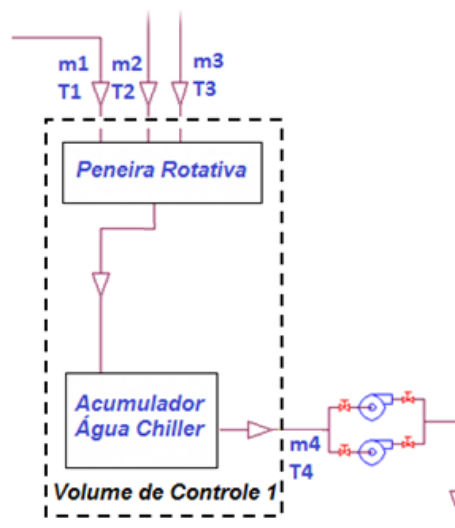 m1 m2 m3
T1 T2 T3
Peneira Rotativa
Acumulador
Água Chiller
m4
T4
Volume de Controle 1